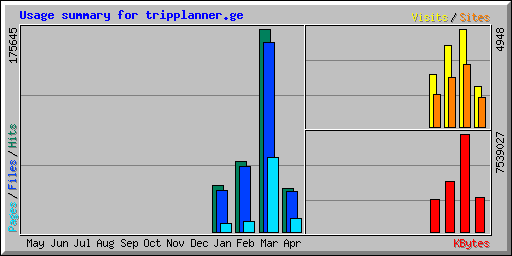 Usage summary for tripplanner.ge
Visits / Sites
175645
4948
7539027
Pages / Files / Hits
May Jun Jul Aug Sep Oct Nov Dec Jan Feb Mar Apr
KBytes